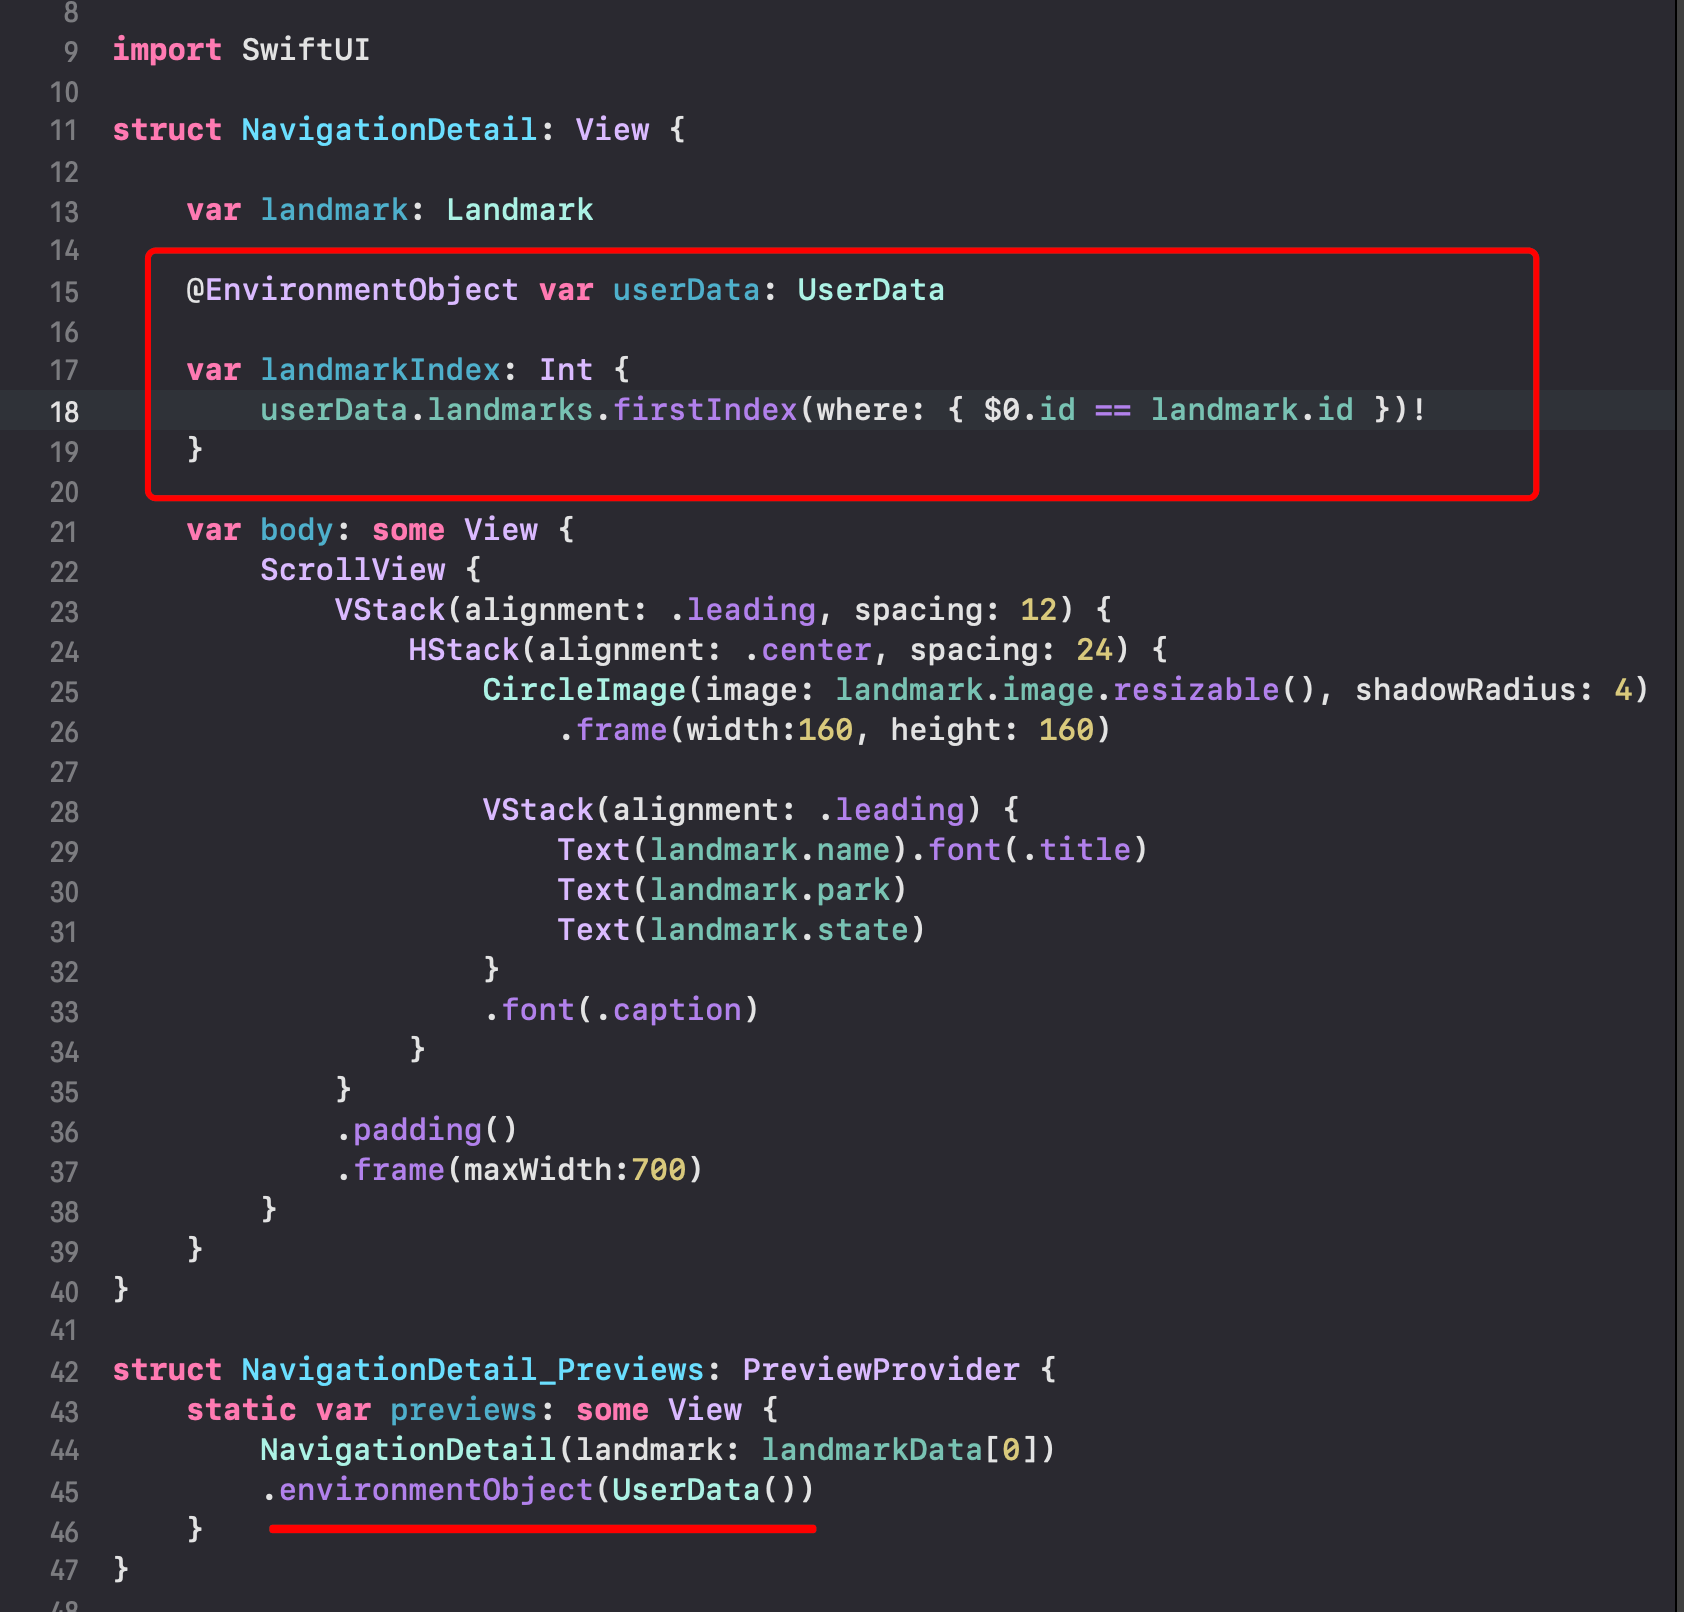 8
9 import SwiftUI
10
11 struct NavigationDetail: View {
12
13     var landmark: Landmark
14
15     @EnvironmentObject var userData: UserData
16
17     var landmarkIndex: Int {
18         userData.landmarks.firstIndex(where: { $0.id == landmark.id })!
19     }
20
21     var body: some View {
22         ScrollView {
23             VStack(alignment: .leading, spacing: 12) {
24                 HStack(alignment: .center, spacing: 24) {
25                     CircleImage(image: landmark.image.resizable(), shadowRadius: 4)
26                         .frame(width:160, height: 160)
27
28                     VStack(alignment: .leading) {
29                         Text(landmark.name).font(.title)
30                         Text(landmark.park)
31                         Text(landmark.state)
32                     }
33                     .font(.caption)
34                 }
35             }
36             .padding()
37             .frame(maxWidth:700)
38         }
39     }
40 }
41
42 struct NavigationDetail_Previews: PreviewProvider {
43     static var previews: some View {
44         NavigationDetail(landmark: landmarkData[0])
45         .environmentObject(UserData())
46     }
47 }
48